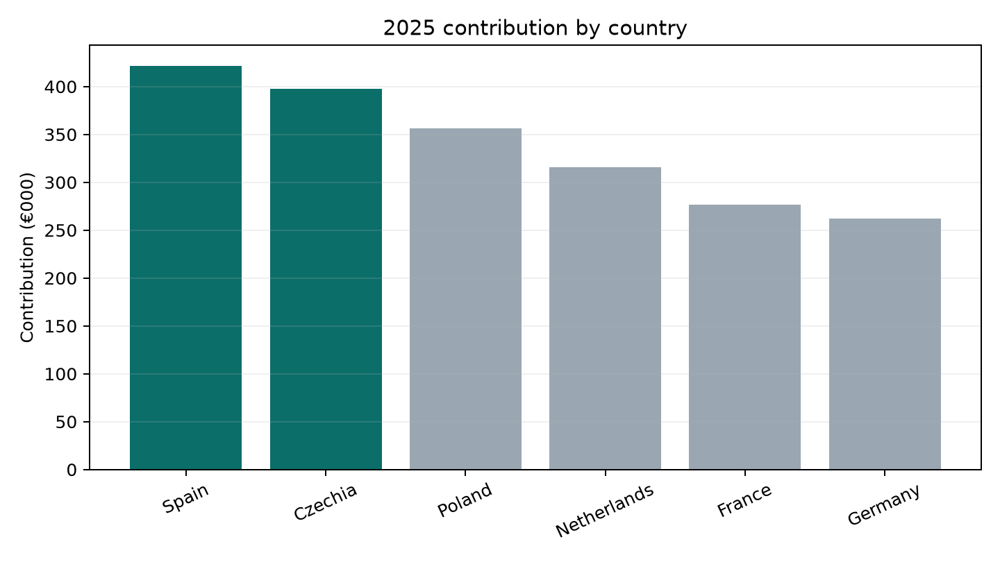 2025 contribution by country
Contribution (€000)
400
350
300
250
200
150
100
50
0
Spain
Czechia
Poland
Netherlands
France
Germany